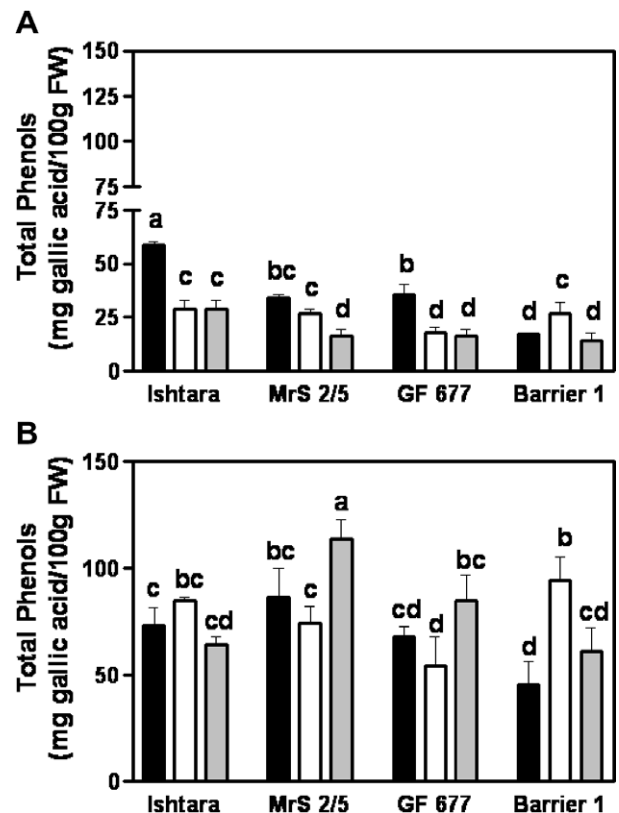 A
Total Phenols
(mg gallic acid/100g FW)
150
125
100
75
75
50
25
0
a
c
c
bc
c
d
b
d
d
d
c
d
Ishtara
MrS 2/5
GF 677
Barrier 1
B
Total Phenols
(mg gallic acid/100g FW)
150
100
50
0
c
bc
cd
bc
c
a
cd
d
bc
d
b
cd
Ishtara
MrS 2/5
GF 677
Barrier 1